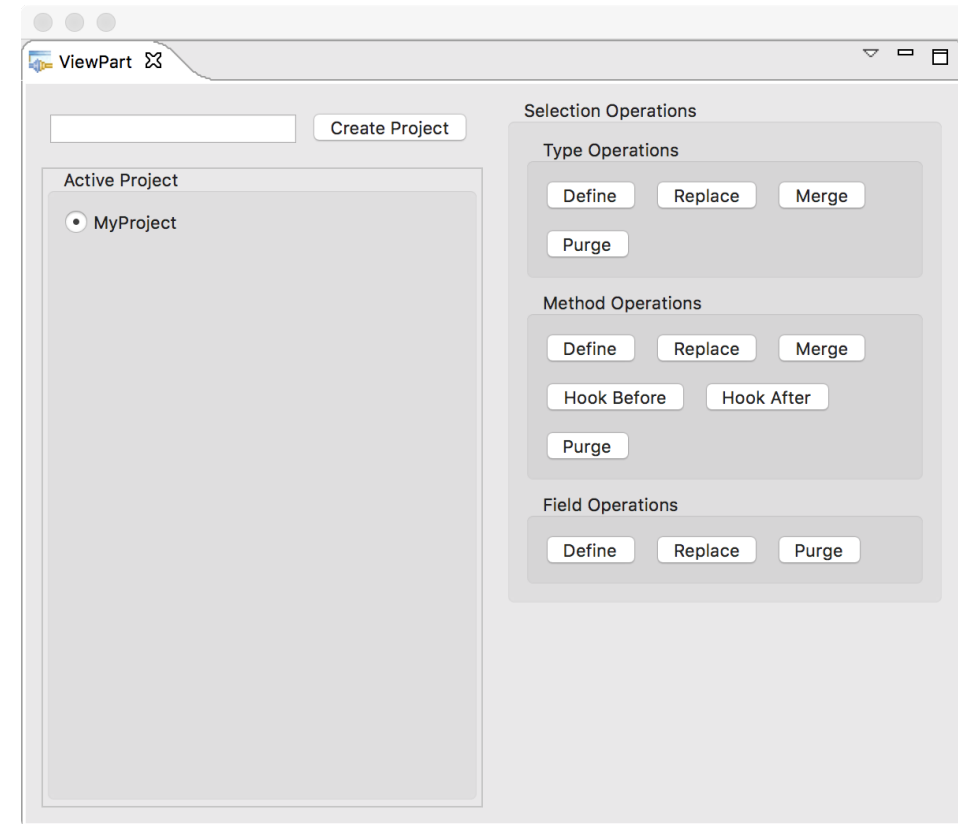 ViewPart
Create Project
Active Project
MyProject
Selection Operations
Type Operations
Define Replace Merge
Purge
Method Operations
Define Replace Merge
Hook Before Hook After
Purge
Field Operations
Define Replace Purge